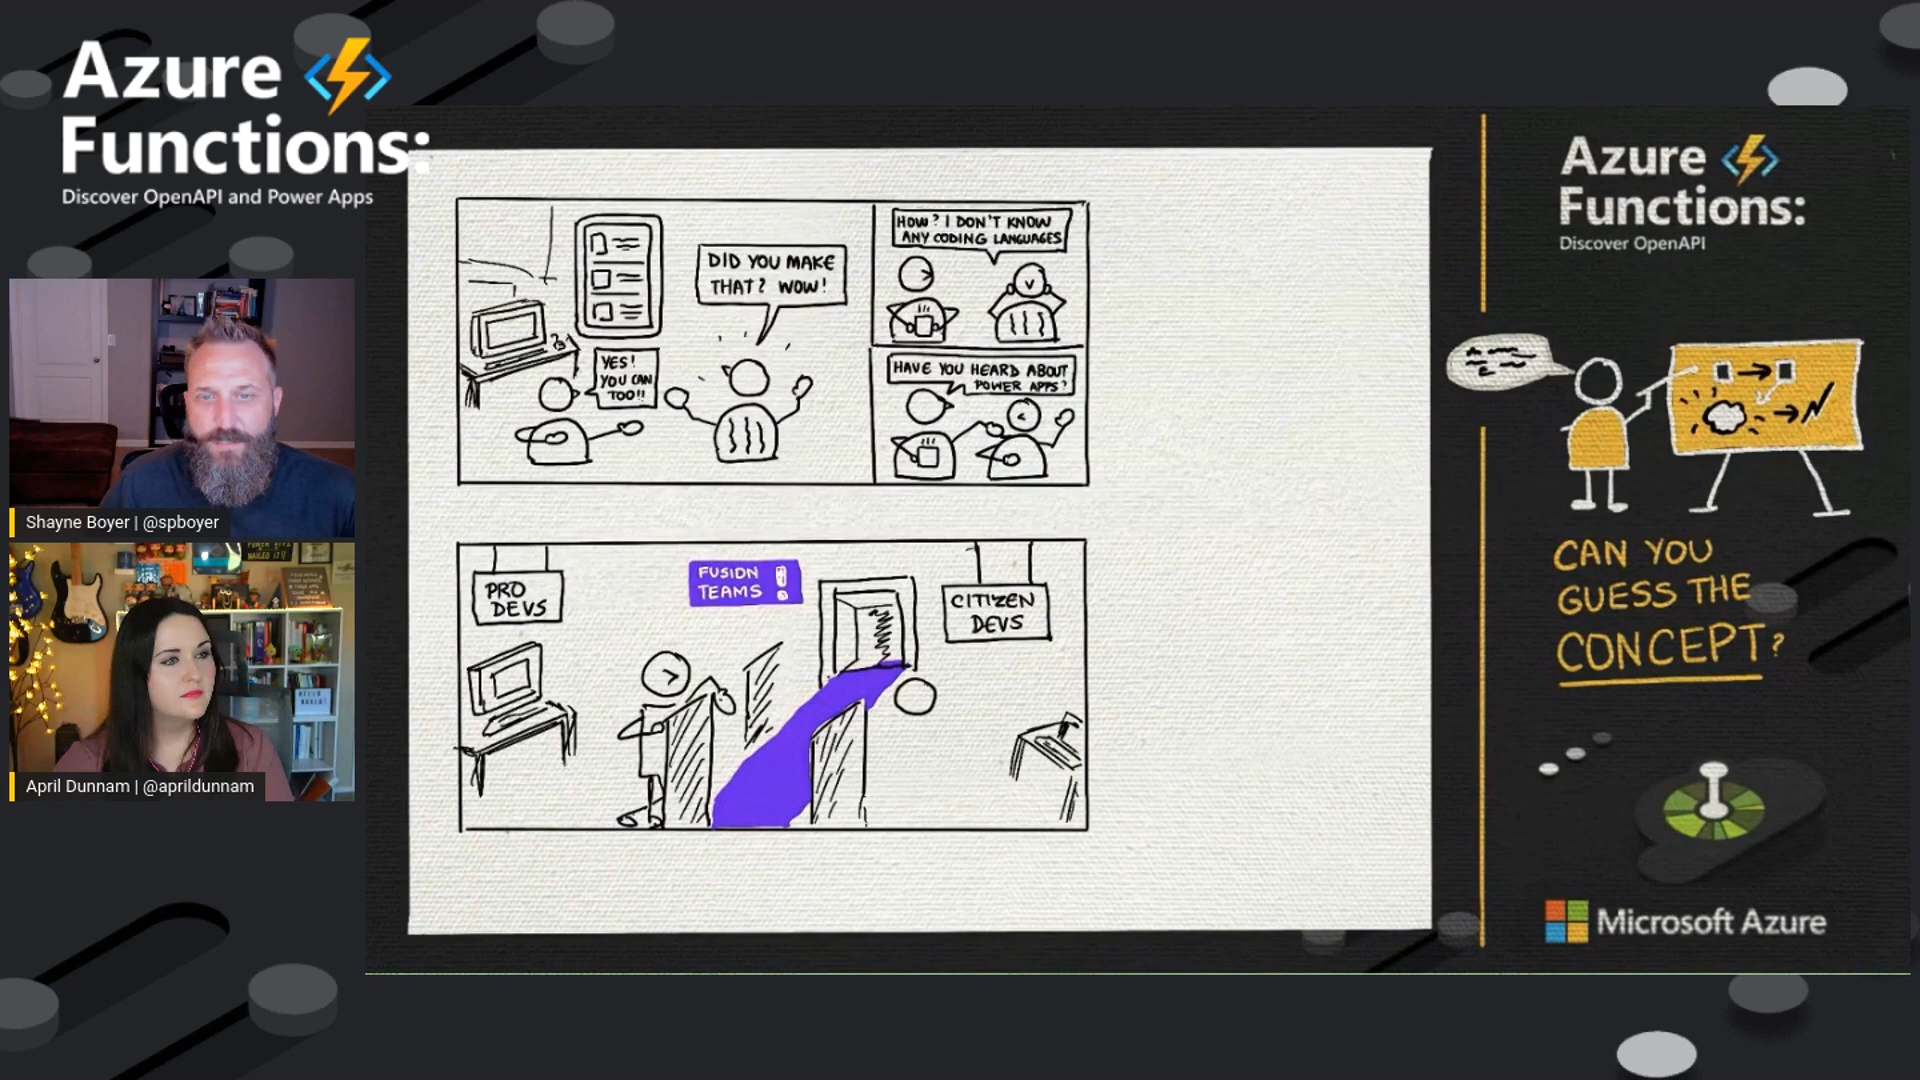 Azure
Functions:
Discover OpenAPI and Power Apps
Shayne Boyer | @spboyer
April Dunnam | @aprildunnam
DID YOU MAKE
THAT? WOW!
YES!
YOU CAN
TOO!!
HOW? I DON'T KNOW
ANY CODING LANGUAGES
HAVE YOU HEARD ABOUT
POWER APPS?
PRO
DEVS
FUSION
TEAMS
CITIZEN
DEVS
Azure
Functions:
Discover OpenAPI
CAN YOU
GUESS THE
CONCEPT?
Microsoft Azure